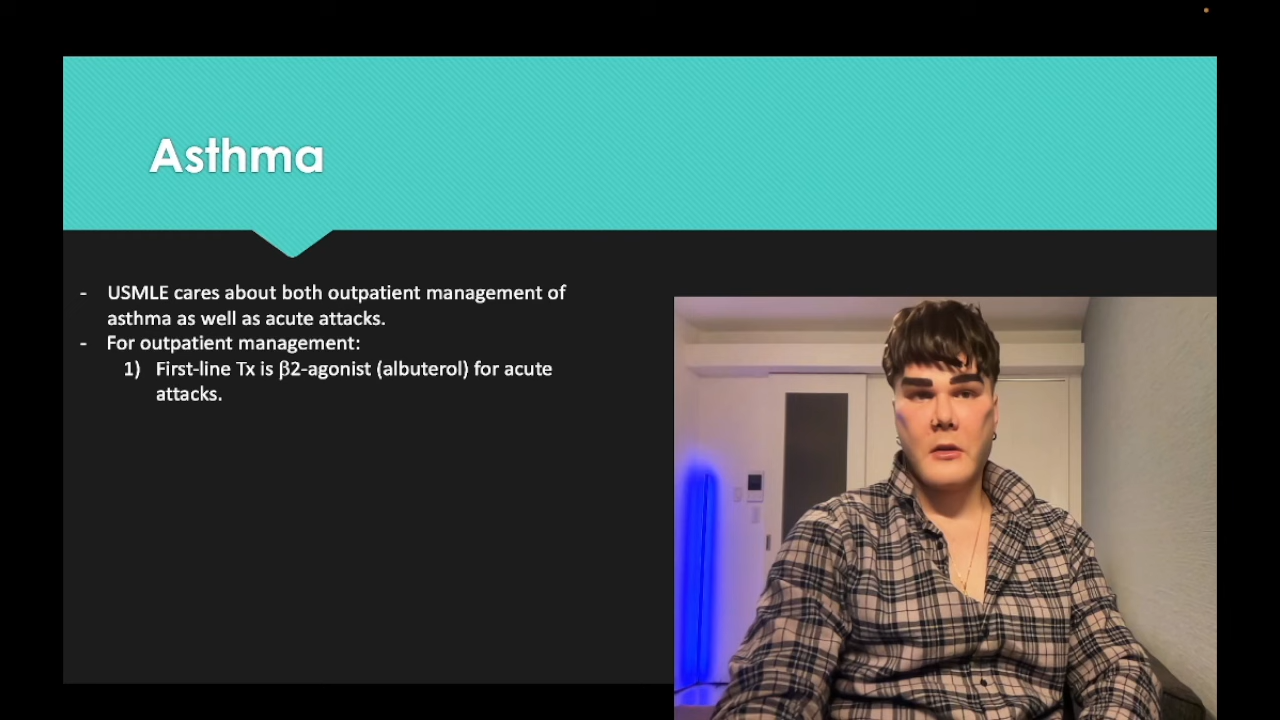 Asthma
- USMLE cares about both outpatient management of
asthma as well as acute attacks.
- For outpatient management:
1) First-line Tx is β2-agonist (albuterol) for acute
attacks.